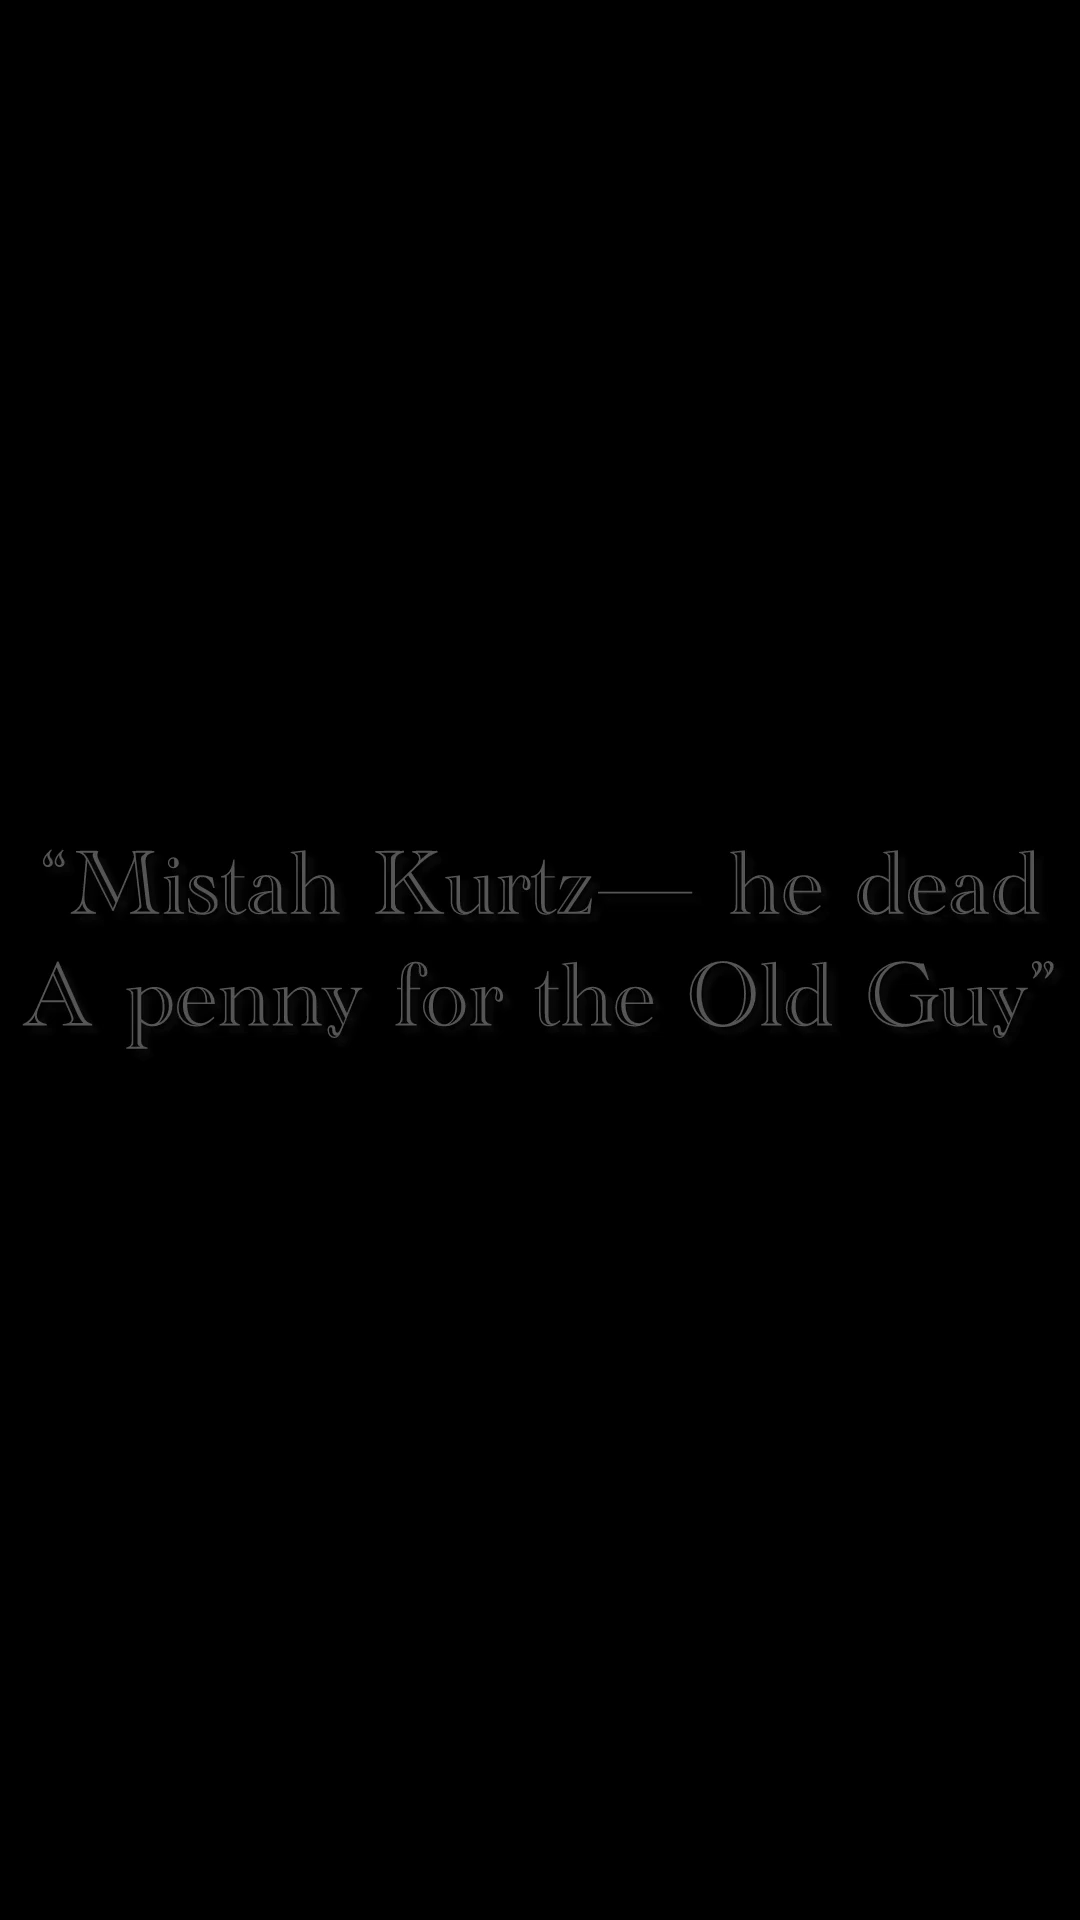 “Mistah Kurtz— he dead
A penny for the Old Guy”